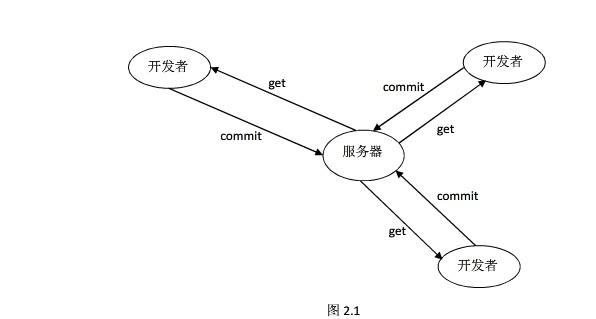 开发者
开发者
get
commit
commit
get
服务器
commit
get
开发者
图 2.1